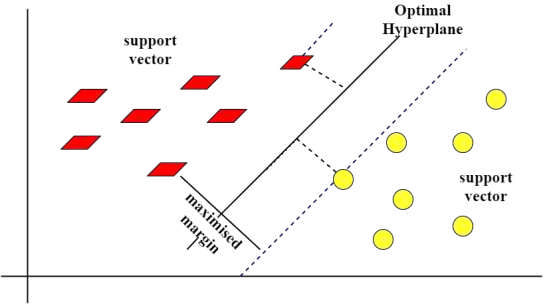 Optimal
Hyperplane
support
vector
maximised
margin
support
vector